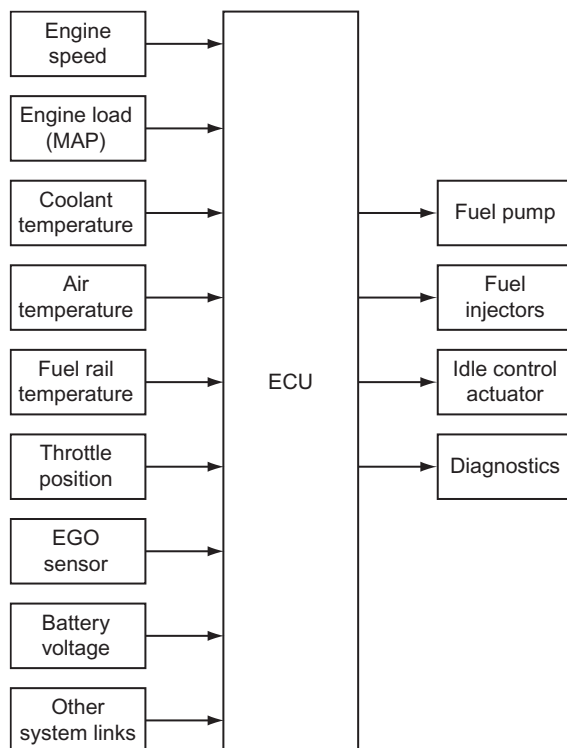 Engine
speed
Engine load
(MAP)
Coolant
temperature
Air
temperature
Fuel rail
temperature
Throttle
position
EGO
sensor
Battery
voltage
Other
system links
ECU
Fuel pump
Fuel
injectors
Idle control
actuator
Diagnostics